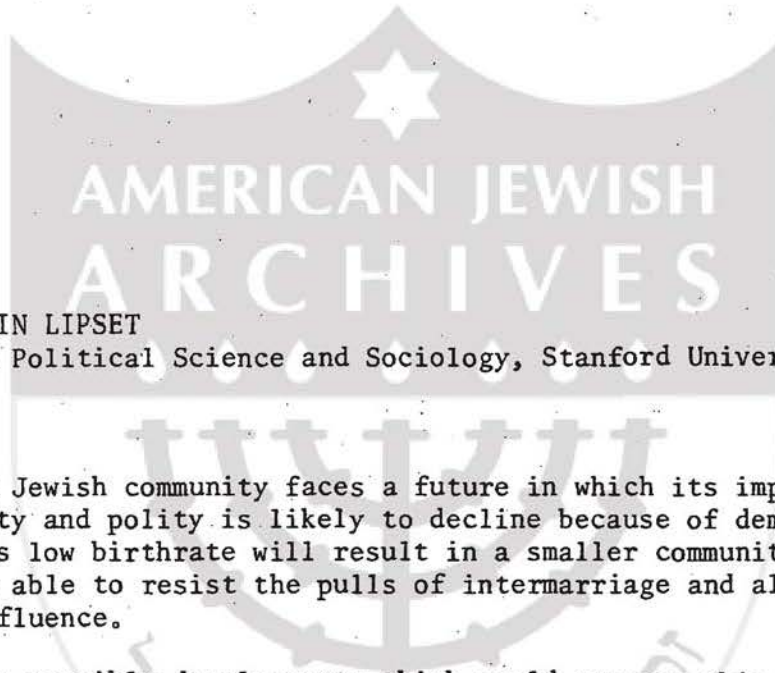 AMERICAN JEWISH
ARCHIVES
IN LIPSET
Political Science and Sociology, Stanford Univer
Jewish community faces a future in which its imp
ty and polity is likely to decline because of dem
s low birthrate will result in a smaller communit
able to resist the pulls of intermarriage and al
fluence.